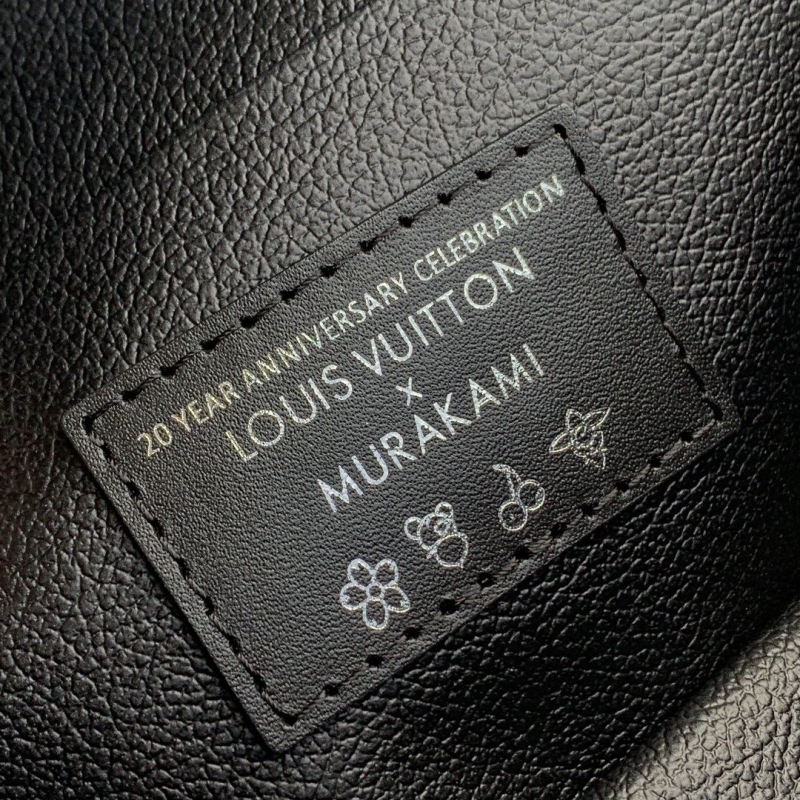 20 YEAR ANNIVERSARY CELEBRATION
LOUIS VUITTON
x
MURAKAMI